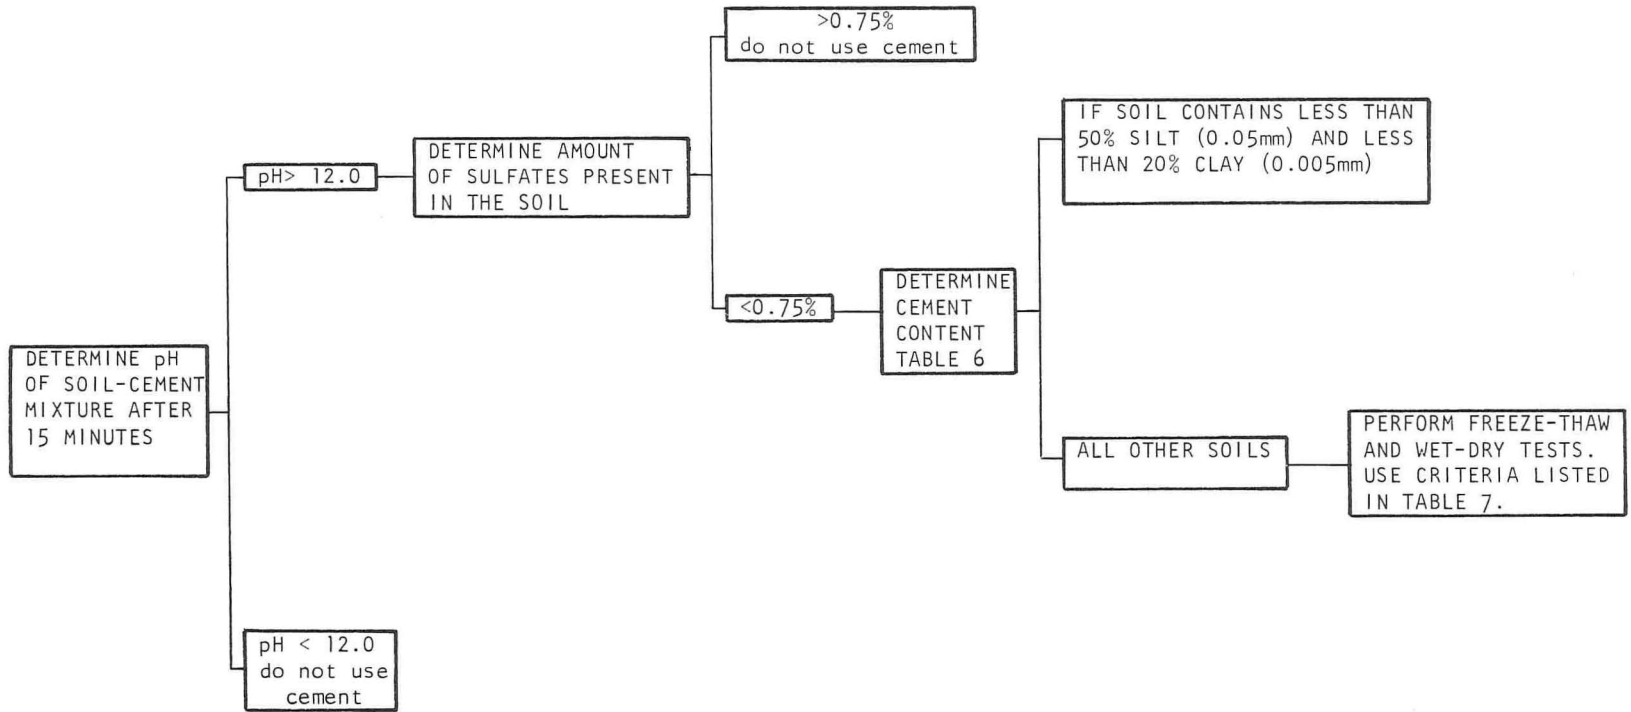 DETERMINE pH
OF SOIL-CEMENT
MIXTURE AFTER
15 MINUTES
pH> 12.0
pH < 12.0
do not use
cement
DETERMINE AMOUNT
OF SULFATES PRESENT
IN THE SOIL
>0.75%
do not use cement
<0.75%
DETERMINE
CEMENT
CONTENT
TABLE 6
IF SOIL CONTAINS LESS THAN
50% SILT (0.05mm) AND LESS
THAN 20% CLAY (0.005mm)
ALL OTHER SOILS
PERFORM FREEZE-THAW
AND WET-DRY TESTS.
USE CRITERIA LISTED
IN TABLE 7.